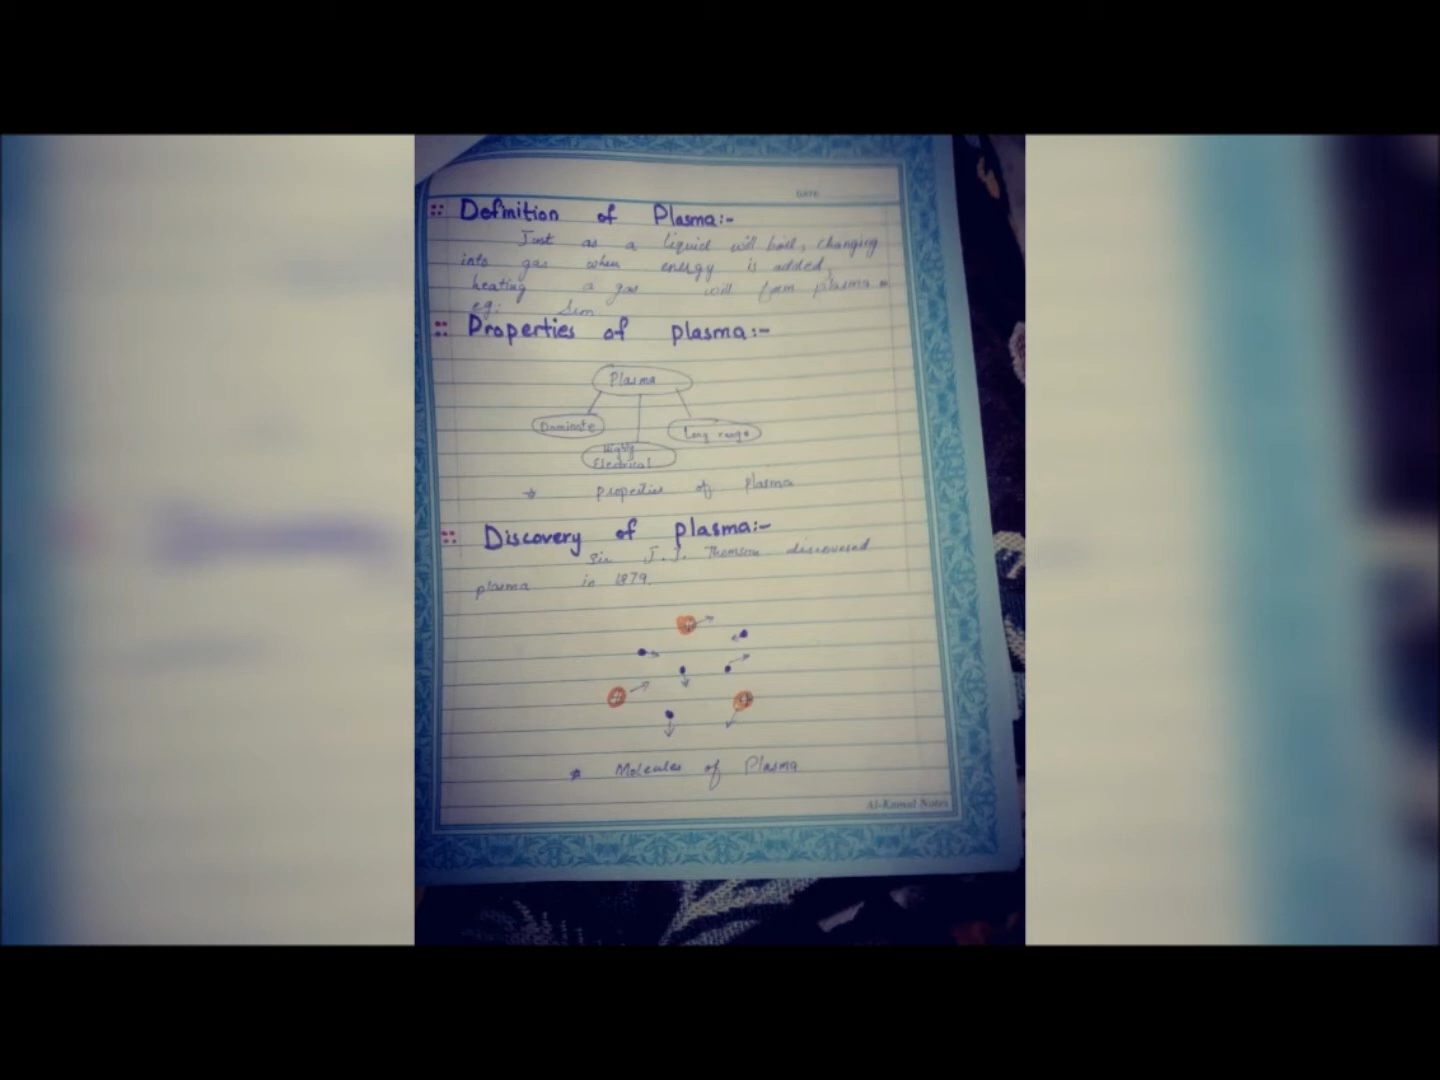 DATE
:: Definition of Plasma:-
Just as a liquid will boil, changing
into gas when energy is added,
heating a gas will form plasma
eg: Sun
:: Properties of plasma:-
Plasma
Dominate
Long range
Highly
Electrical
Properties of Plasma
:: Discovery of plasma:-
Sir J.J. Thomson discovered
plasma in 1879.
+
+
+
Molecules of Plasma
Al-Kamal Notes